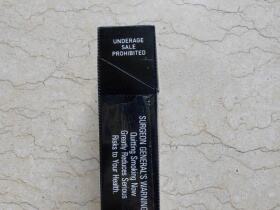 UNDERAGE
SALE
PROHIBITED
SURGEON GENERAL'S WARNING
Quitting Smoking Now
Greatly Reduces Serious
Risks to Your Health